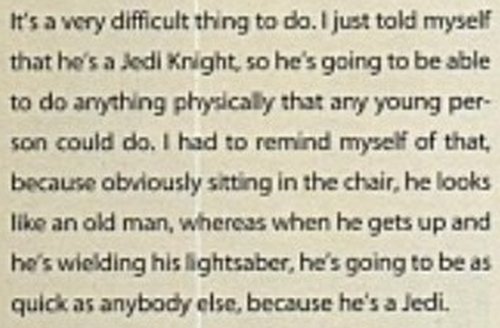 It's a very difficult thing to do. I just told myself
that he's a Jedi Knight, so he's going to be able
to do anything physically that any young per-
son could do. I had to remind myself of that,
because obviously sitting in the chair, he looks
like an old man, whereas when he gets up and
he's wielding his lightsaber, he's going to be as
quick as anybody else, because he's a Jedi.